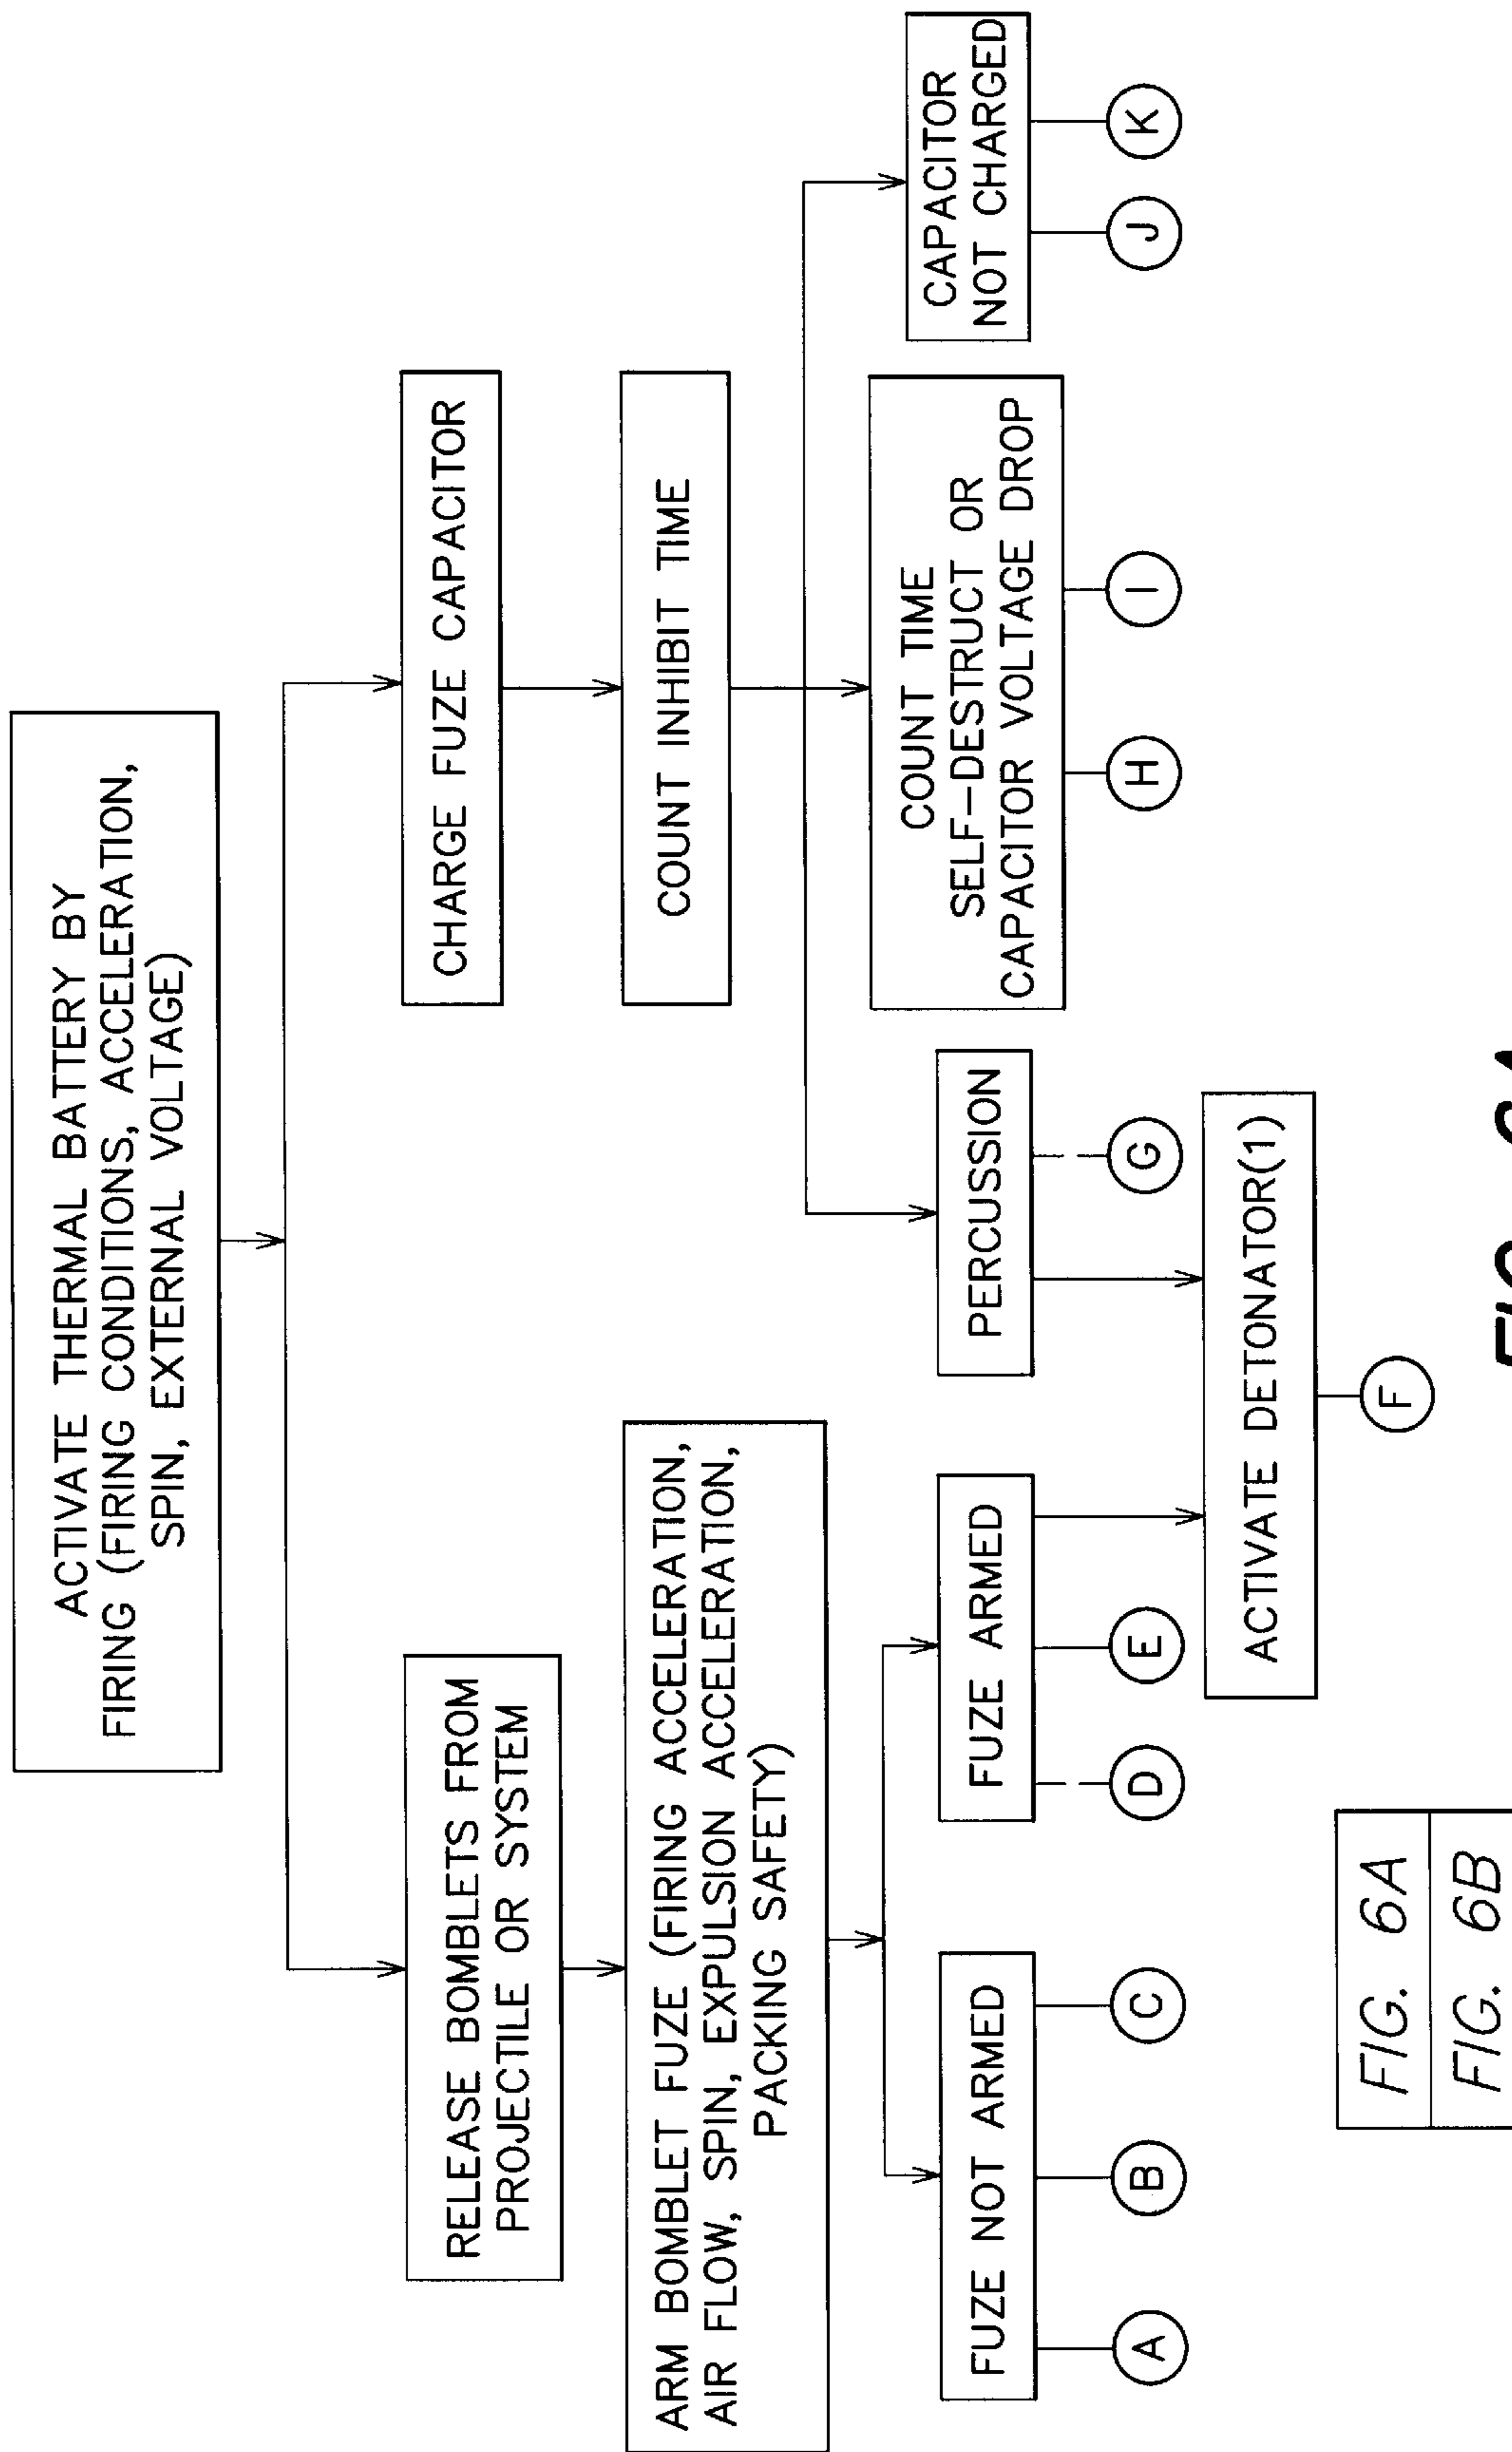 ACTIVATE THERMAL BATTERY BY
FIRING (FIRING CONDITIONS, ACCELERATION,
SPIN, EXTERNAL VOLTAGE)
RELEASE BOMBLETS FROM
PROJECTILE OR SYSTEM
CHARGE FUZE CAPACITOR
ARM BOMBLET FUZE (FIRING ACCELERATION,
AIR FLOW, SPIN, EXPULSION ACCELERATION,
PACKING SAFETY)
COUNT INHIBIT TIME
FUZE NOT ARMED
FUZE ARMED
PERCUSSION
COUNT TIME
SELF-DESTRUCT OR
CAPACITOR VOLTAGE DROP
CAPACITOR
NOT CHARGED
A
B
C
D
E
G
H
I
J
K
ACTIVATE DETONATOR(1)
F
FIG. 6A
FIG. 6B